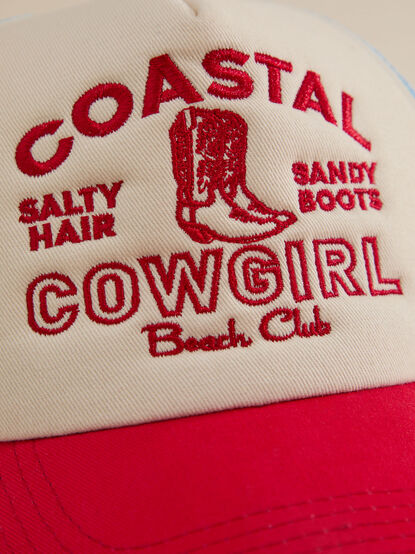 COASTAL
SALTY
HAIR
SANDY
BOOTS
COWGIRL
Beach Club